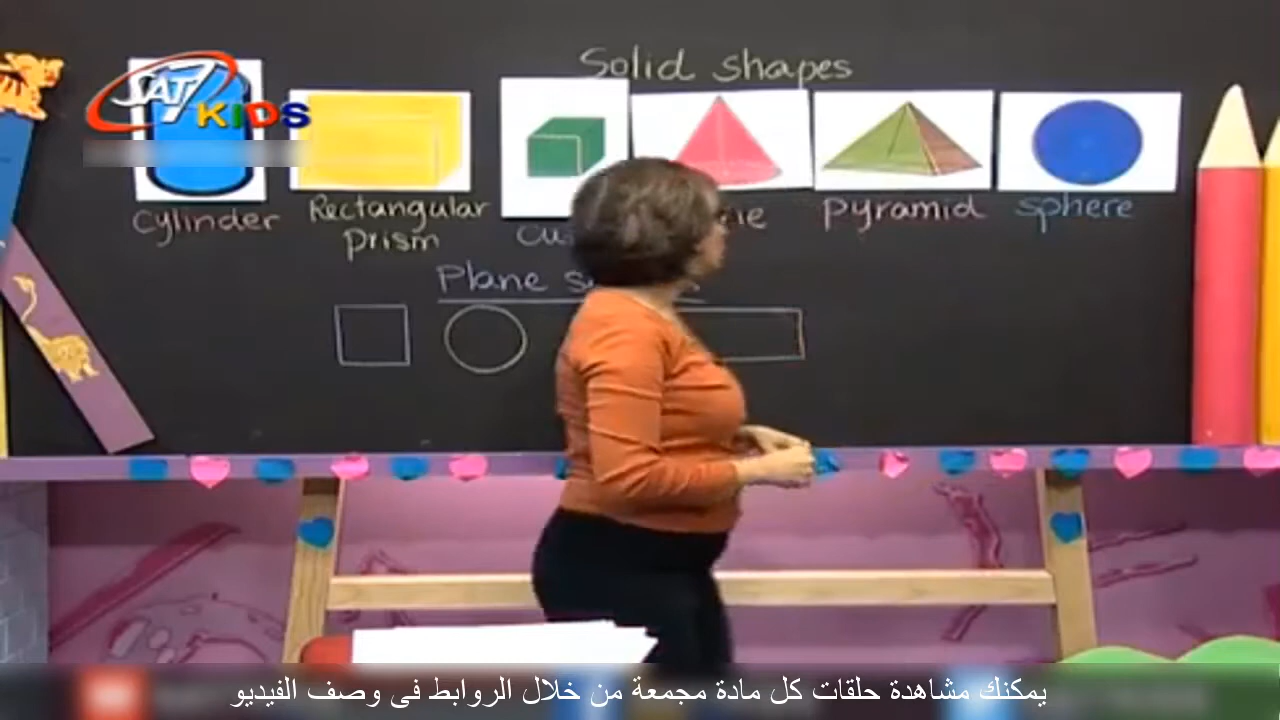 Solid shapes
SAT7
KIDS
cylinder
Rectangular
prism
pyramid
sphere
Plane
يمكنك مشاهدة حلقات كل مادة مجمعة من خلال الروابط فى وصف الفيديو